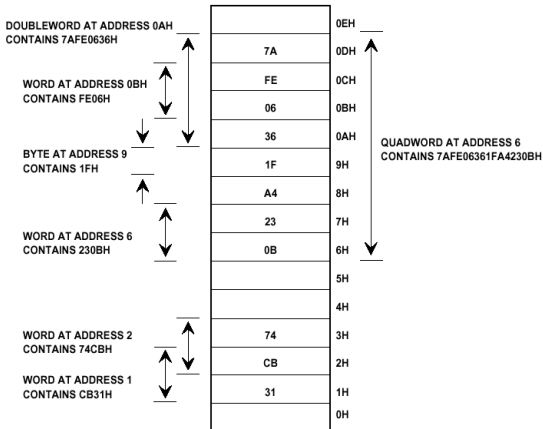 DOUBLEWORD AT ADDRESS 0AH
CONTAINS 7AFE0636H
WORD AT ADDRESS 0BH
CONTAINS FE06H
BYTE AT ADDRESS 9
CONTAINS 1FH
WORD AT ADDRESS 6
CONTAINS 230BH
WORD AT ADDRESS 2
CONTAINS 74CBH
WORD AT ADDRESS 1
CONTAINS CB31H
0EH
7A 0DH
FE 0CH
06 0BH
36 0AH
1F 9H
A4 8H
23 7H
0B 6H
5H
4H
74 3H
CB 2H
31 1H
0H
QUADWORD AT ADDRESS 6
CONTAINS 7AFE06361FA4230BH